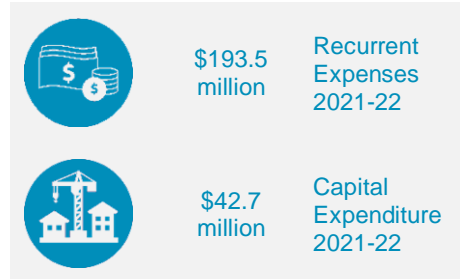 $
$
$193.5
million
Recurrent
Expenses
2021-22
$42.7
million
Capital
Expenditure
2021-22